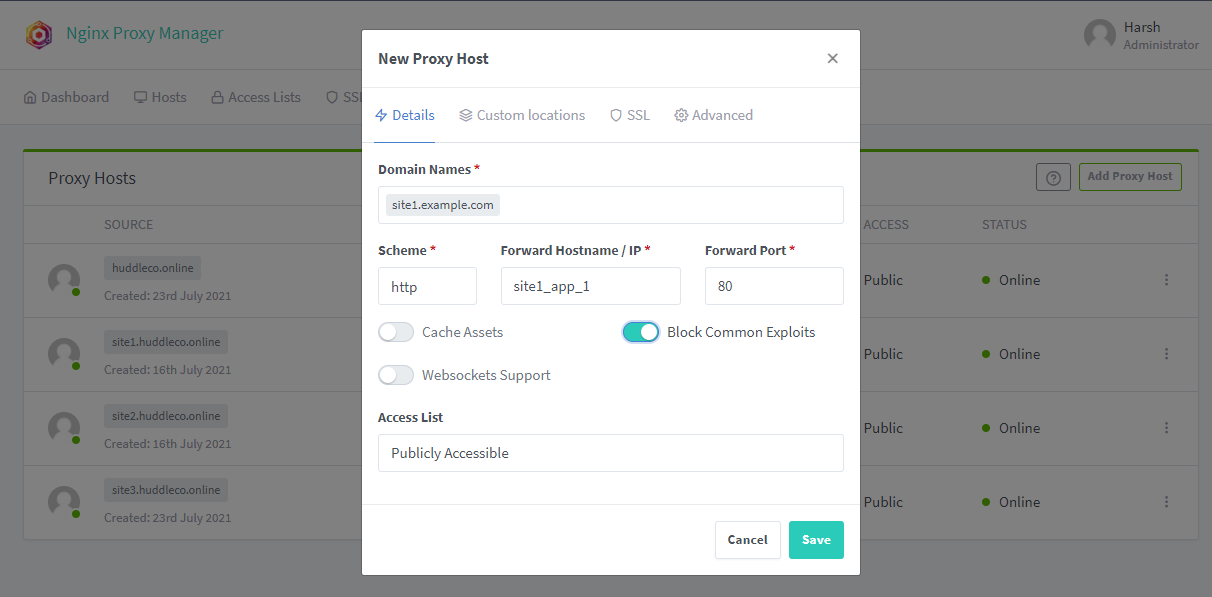 Nginx Proxy Manager
Harsh
Administrator
Dashboard Hosts Access Lists SSL
Proxy Hosts
Add Proxy Host
SOURCE ACCESS STATUS
huddleco.online
Created: 23rd July 2021
Public Online
site1.huddleco.online
Created: 16th July 2021
Public Online
site2.huddleco.online
Created: 16th July 2021
Public Online
site3.huddleco.online
Created: 23rd July 2021
Public Online
New Proxy Host
Details Custom locations SSL Advanced
Domain Names *
site1.example.com
Scheme * Forward Hostname / IP * Forward Port *
http site1_app_1 80
Cache Assets Block Common Exploits
Websockets Support
Access List
Publicly Accessible
Cancel Save